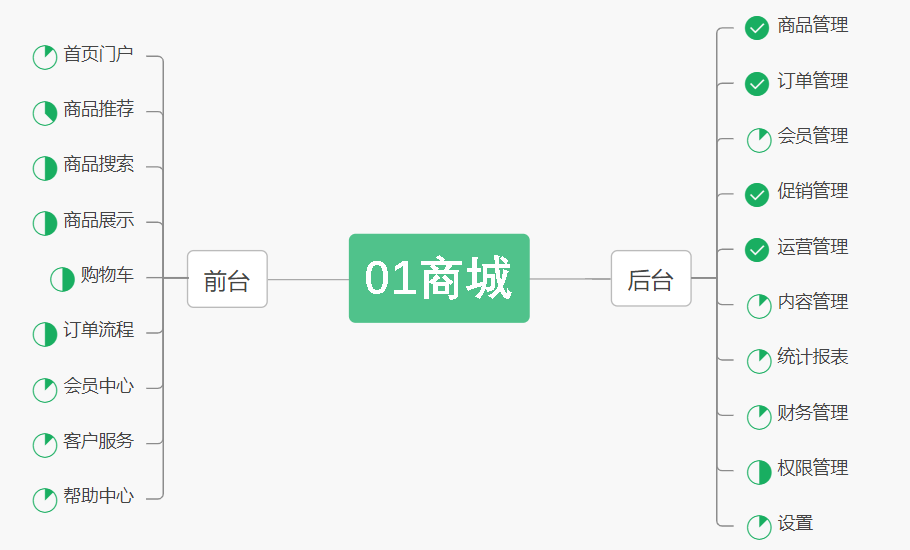 首页门户
商品推荐
商品搜索
商品展示
购物车
订单流程
会员中心
客户服务
帮助中心
前台
01商城
后台
商品管理
订单管理
会员管理
促销管理
运营管理
内容管理
统计报表
财务管理
权限管理
设置